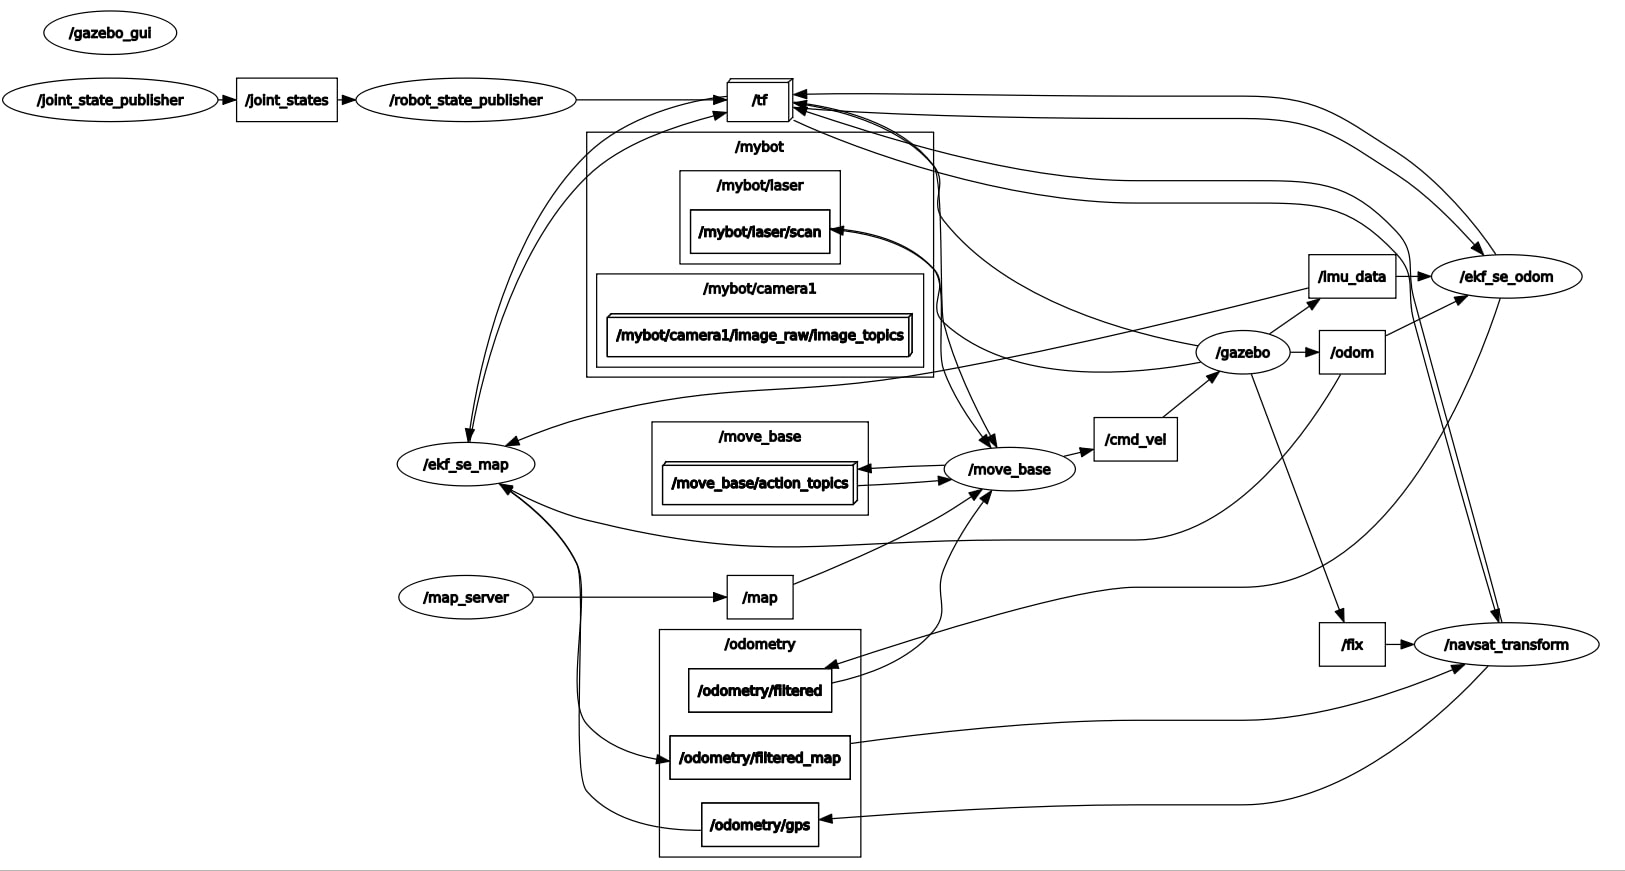 /gazebo_gui
/joint_state_publisher
/joint_states
/robot_state_publisher
/tf
/mybot
/mybot/laser
/mybot/laser/scan
/mybot/camera1
/mybot/camera1/image_raw/image_topics
/imu_data
/ekf_se_odom
/gazebo
/odom
/cmd_vel
/move_base
/move_base/action_topics
/ekf_se_map
/move_base
/map_server
/map
/fix
/navsat_transform
/odometry
/odometry/filtered
/odometry/filtered_map
/odometry/gps